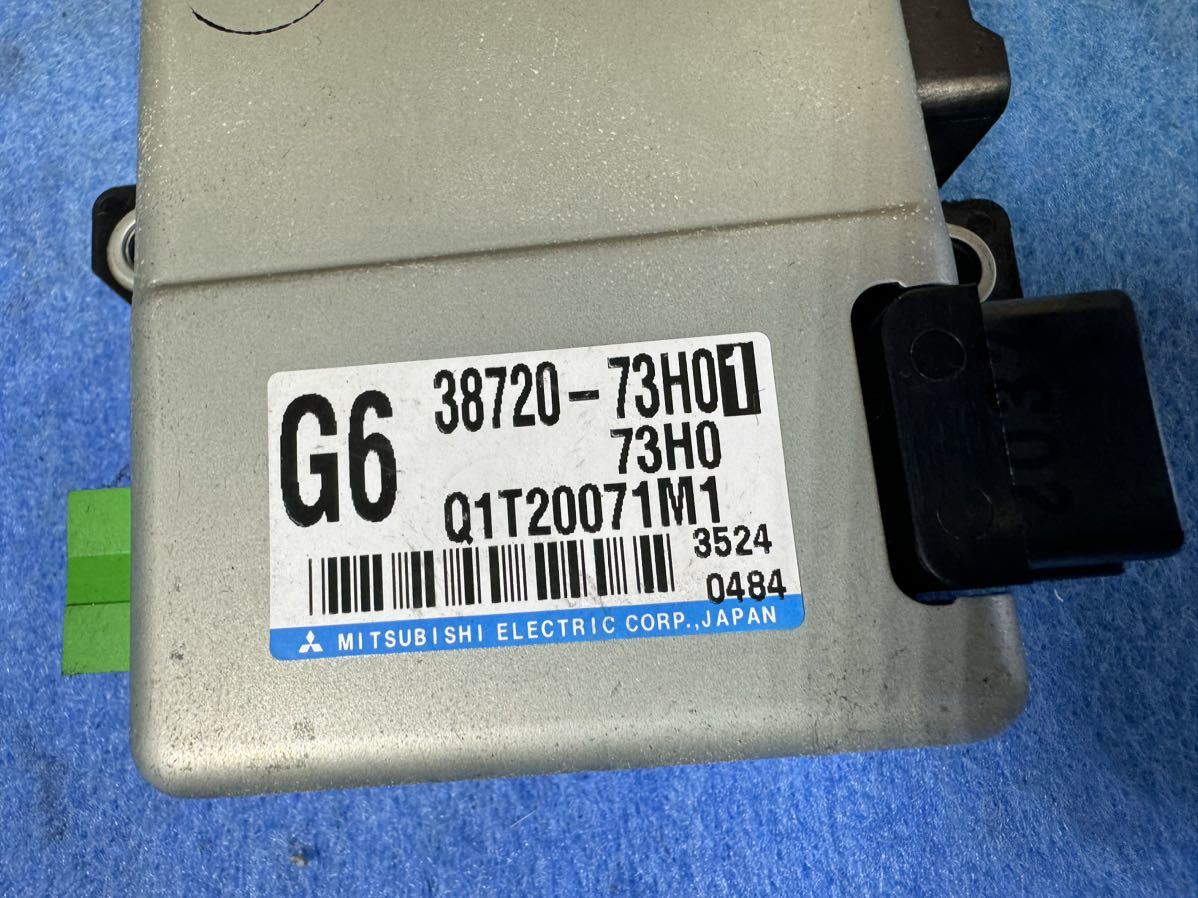 G6
38720-73H01
73H0
Q1T20071M1
3524
0484
MITSUBISHI ELECTRIC CORP., JAPAN